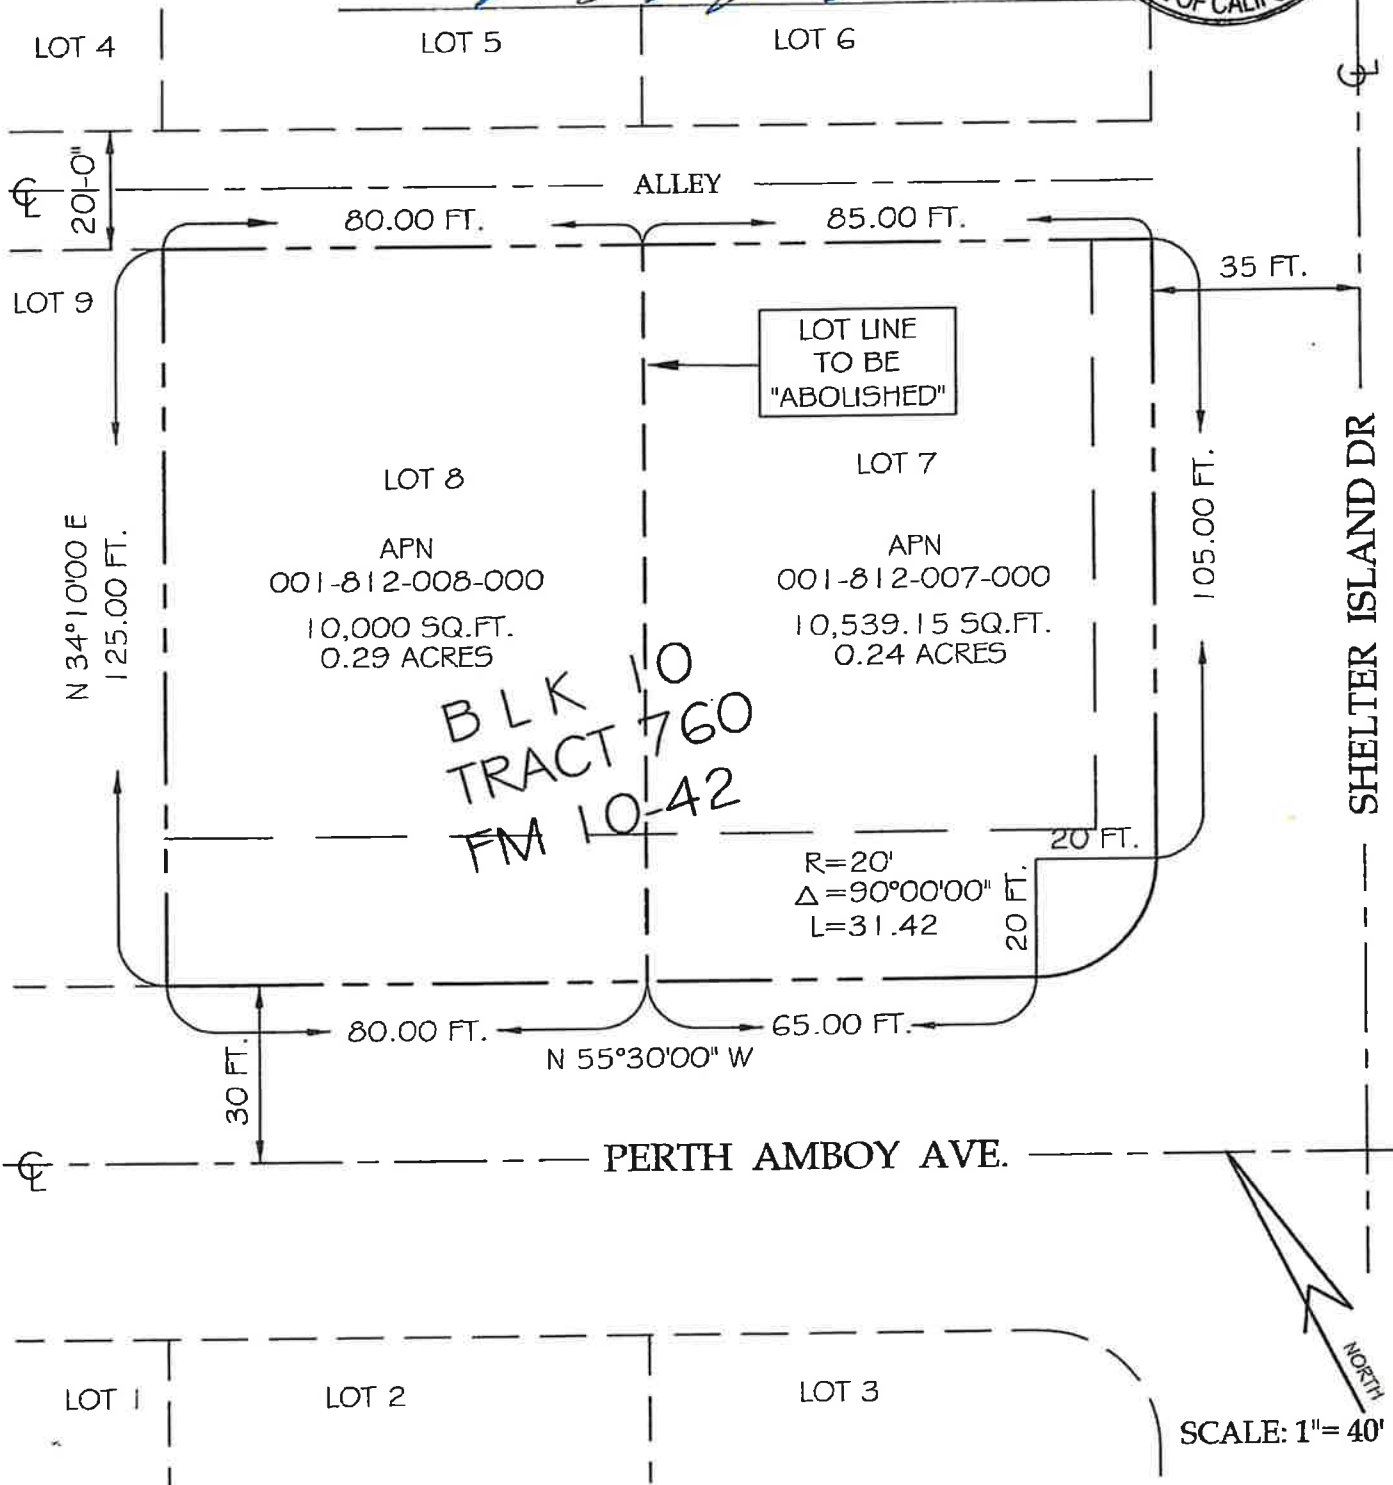 OF CALIFO
LOT 4
LOT 5
LOT 6
℄
20'-0"
℄
ALLEY
80.00 FT.
85.00 FT.
35 FT.
LOT 9
LOT LINE
TO BE
"ABOLISHED"
LOT 8
LOT 7
APN
001-812-008-000
10,000 SQ.FT.
0.29 ACRES
APN
001-812-007-000
10,539.15 SQ.FT.
0.24 ACRES
N 34°10'00 E
125.00 FT.
105.00 FT.
SHELTER ISLAND DR
BLK 10
TRACT 760
FM 10-42
20 FT.
R=20'
Δ=90°00'00"
L=31.42
20 FT.
80.00 FT.
65.00 FT.
N 55°30'00" W
30 FT.
℄
PERTH AMBOY AVE.
LOT 1
LOT 2
LOT 3
NORTH
SCALE: 1"= 40'